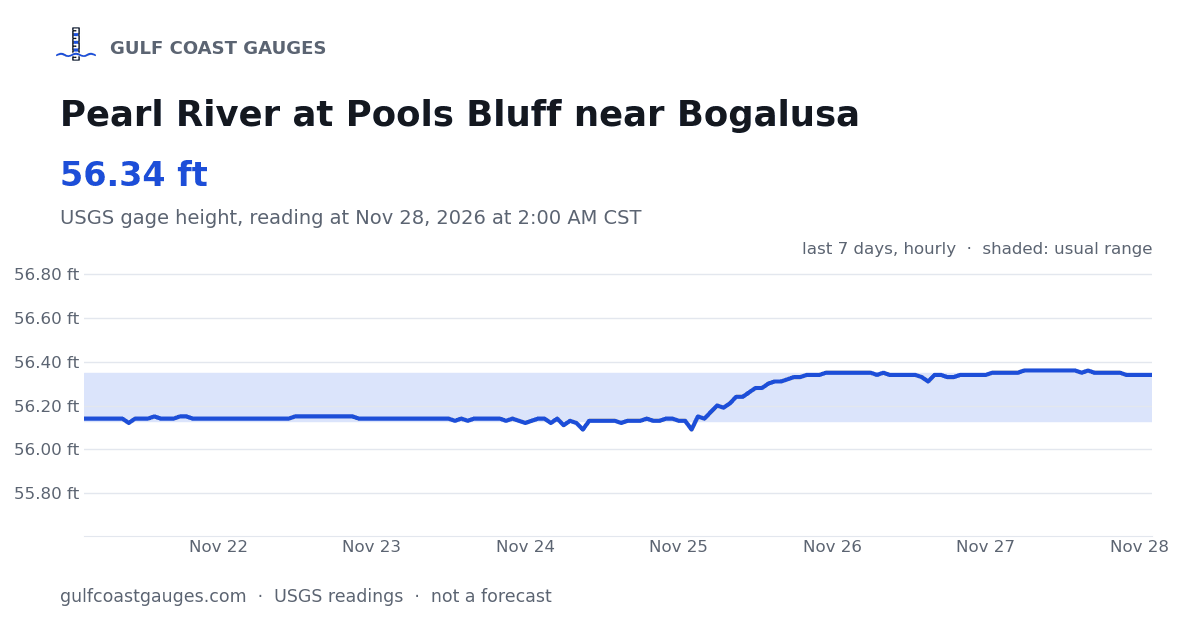 GULF COAST GAUGES
Pearl River at Pools Bluff near Bogalusa
56.34 ft
USGS gage height, reading at Nov 28, 2026 at 2:00 AM CST
last 7 days, hourly · shaded: usual range
56.80 ft
56.60 ft
56.40 ft
56.20 ft
56.00 ft
55.80 ft
Nov 22 Nov 23 Nov 24 Nov 25 Nov 26 Nov 27 Nov 28
gulfcoastgauges.com · USGS readings · not a forecast